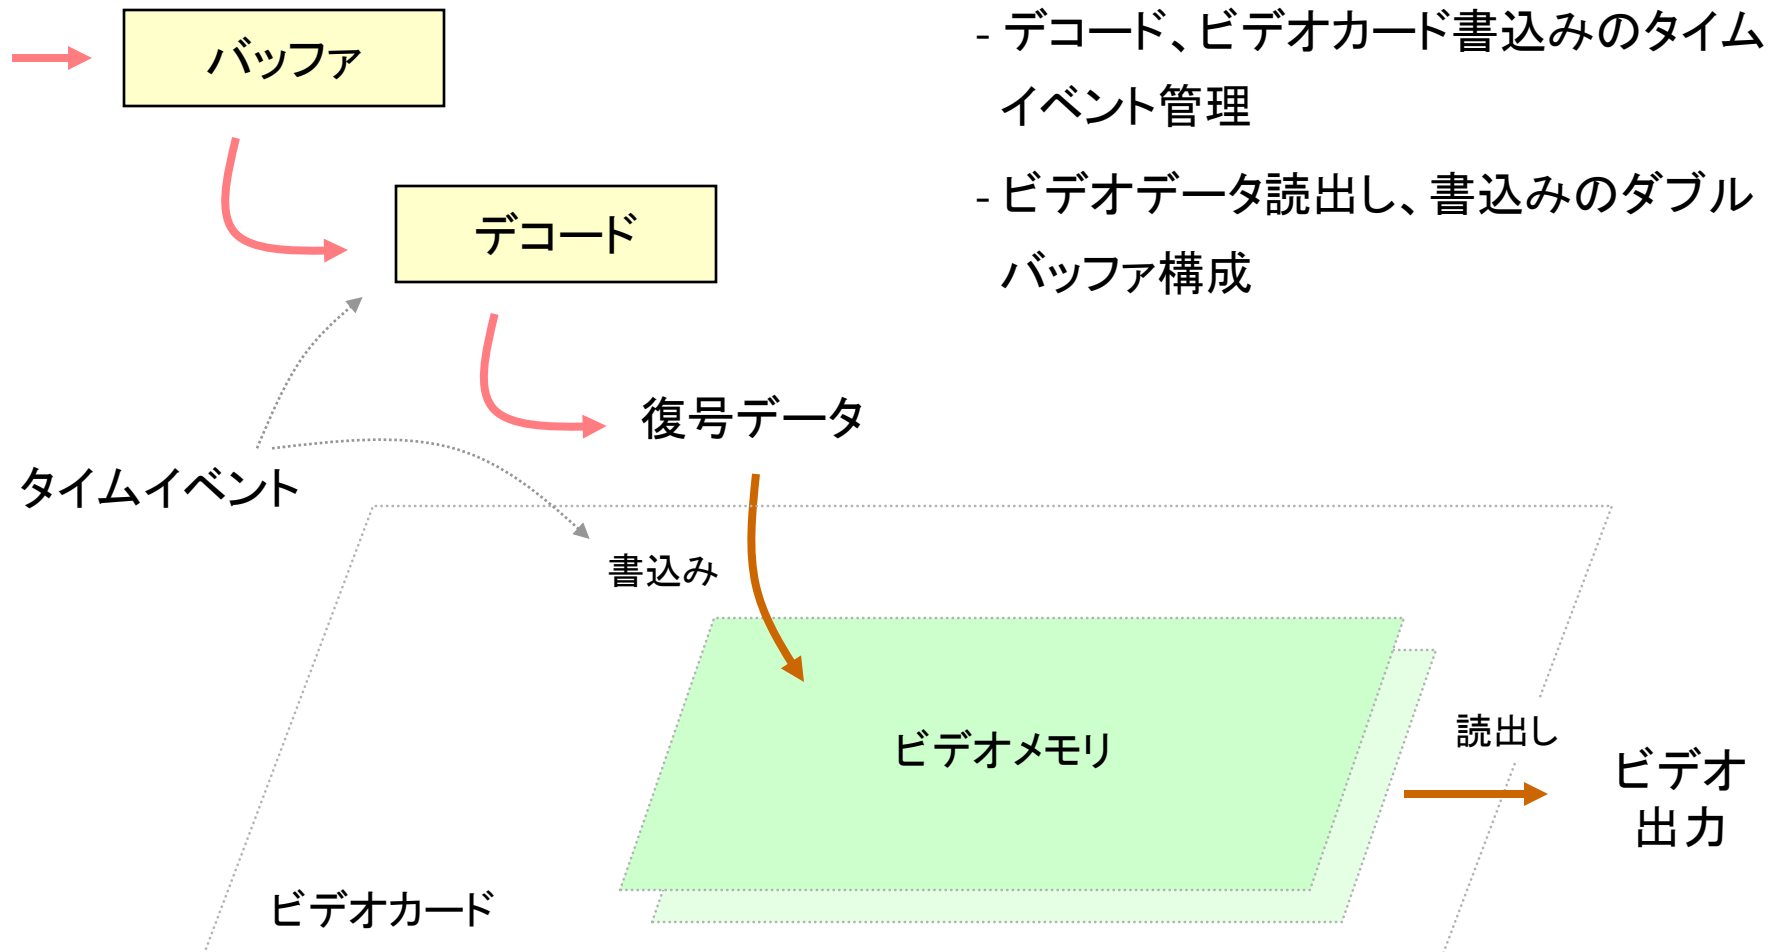 バッファ
- デコード、ビデオカード書込みのタイム
イベント管理
- ビデオデータ読出し、書込みのダブル
バッファ構成
デコード
復号データ
タイムイベント
書込み
ビデオメモリ
読出し
ビデオ
出力
ビデオカード